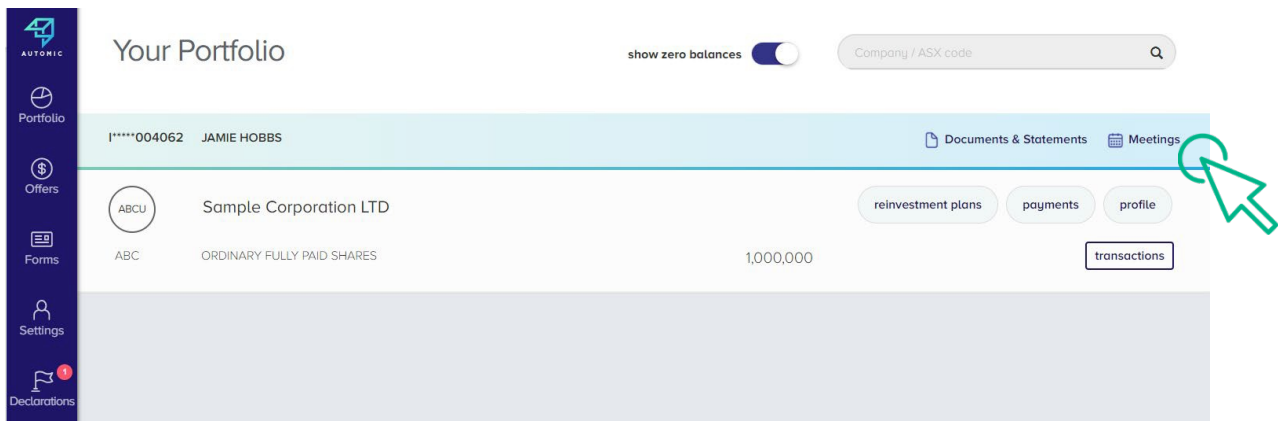 AUTOMIC
Portfolio
Offers
Forms
Settings
1
Declarations
Your Portfolio
show zero balances
Company / ASX code
I*****004062 JAMIE HOBBS
Documents & Statements Meetings
ABCU Sample Corporation LTD
reinvestment plans payments profile
ABC ORDINARY FULLY PAID SHARES 1,000,000 transactions